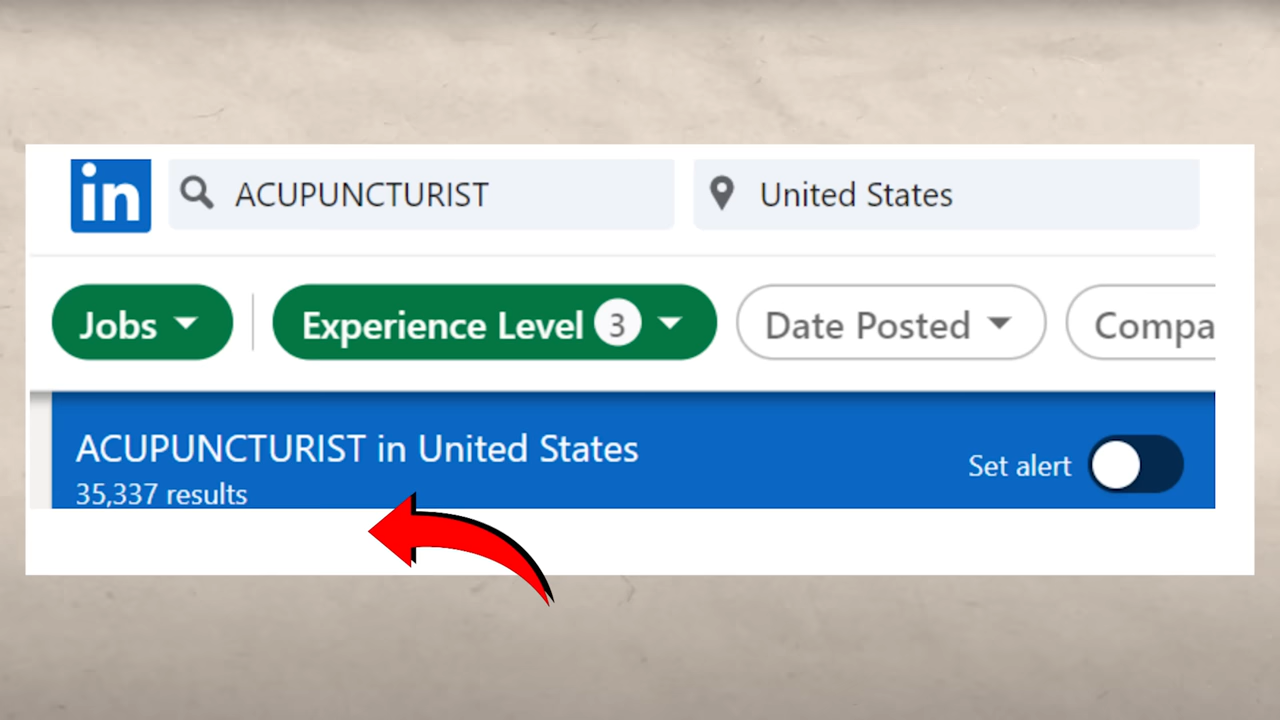 in ACUPUNCTURIST United States
Jobs Experience Level 3 Date Posted Compa
ACUPUNCTURIST in United States
Set alert
35,337 results